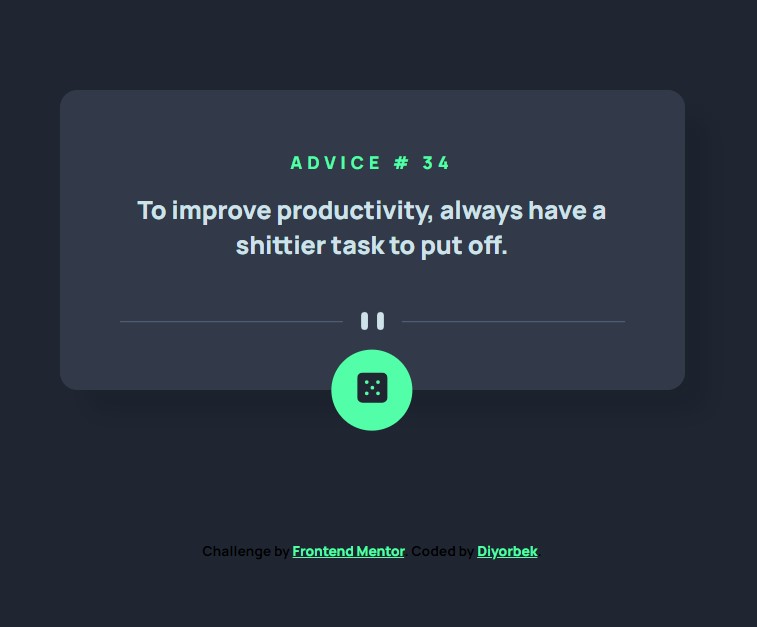 ADVICE # 34
To improve productivity, always have a
shittier task to put off.
Challenge by Frontend Mentor. Coded by Diyorbek